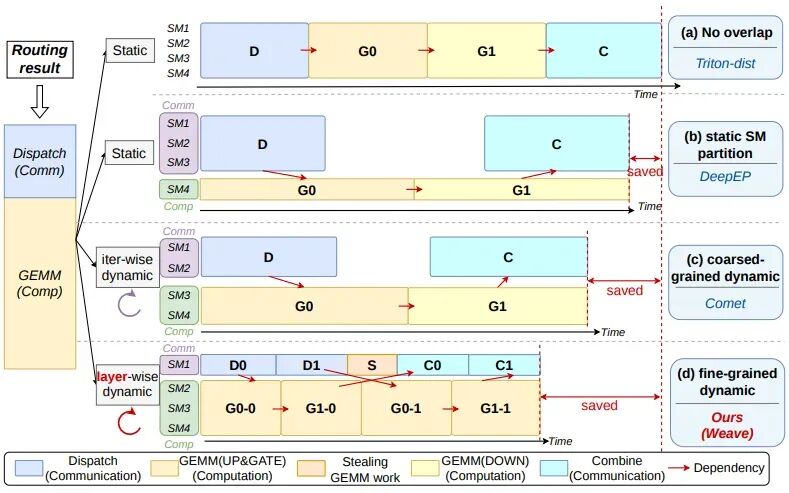 Routing
result
Dispatch
(Comm)
GEMM
(Comp)
Static
SM1
SM2
SM3
SM4
D
G0
G1
C
Time
(a) No overlap
Triton-dist
Static
Comm
SM1
SM2
SM3
SM4
Comp
D
C
G0
G1
Time
saved
(b) static SM
partition
DeepEP
iter-wise
dynamic
Comm
SM1
SM2
SM3
SM4
Comp
D
C
G0
G1
Time
saved
(c) coarsed-
grained dynamic
Comet
layer-wise
dynamic
Comm
SM1
SM2
SM3
SM4
Comp
D0
D1
S
C0
C1
G0-0
G1-0
G0-1
G1-1
Time
saved
(d) fine-grained
dynamic
Ours
(Weave)
Dispatch
(Communication)
GEMM(UP&GATE)
(Computation)
Stealing
GEMM work
GEMM(DOWN)
(Computation)
Combine
(Communication)
Dependency